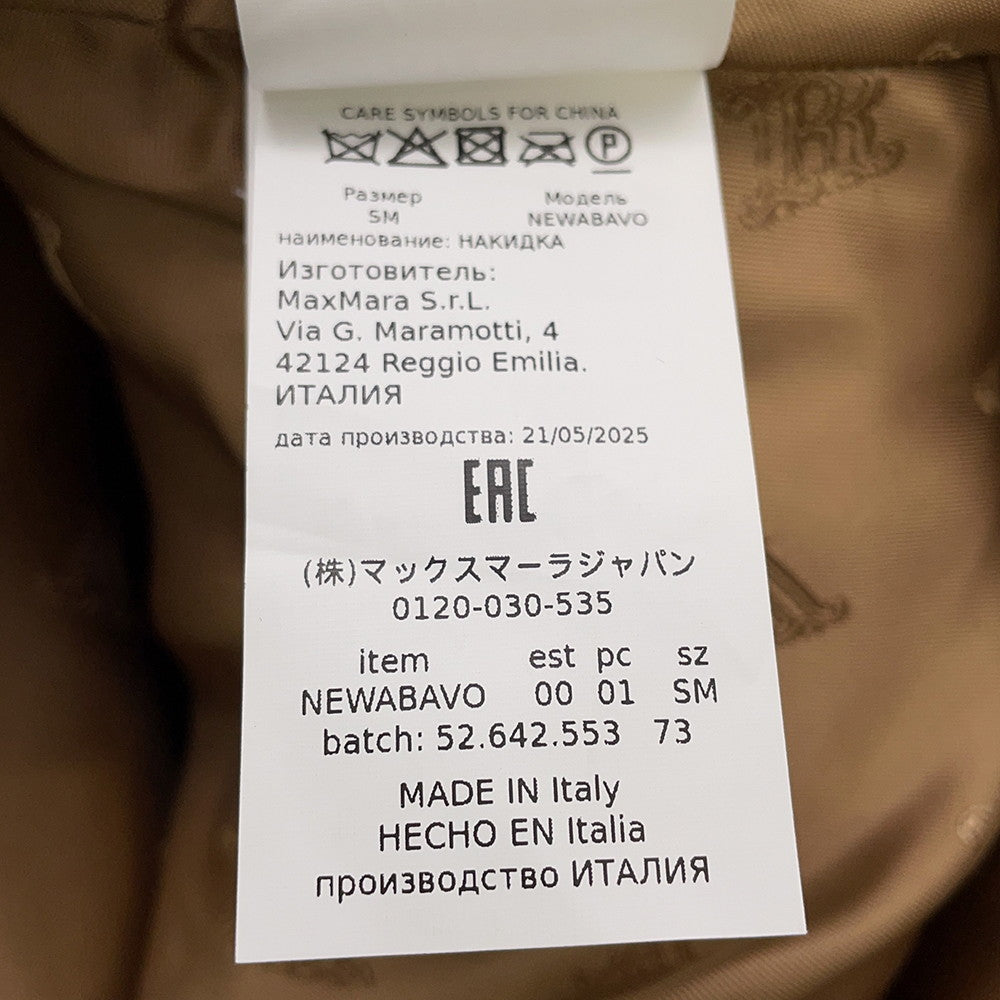 CARE SYMBOLS FOR CHINA
P
Размер Модель
SM NEWABAVO
наименование: НАКИДКА
Изготовитель:
MaxMara S.r.L.
Via G. Maramotti, 4
42124 Reggio Emilia.
ИТАЛИЯ
дата производства: 21/05/2025
EAC
(株)マックスマーラジャパン
0120-030-535
item est pc sz
NEWABAVO 00 01 SM
batch: 52.642.553 73
MADE IN Italy
HECHO EN Italia
производство ИТАЛИЯ